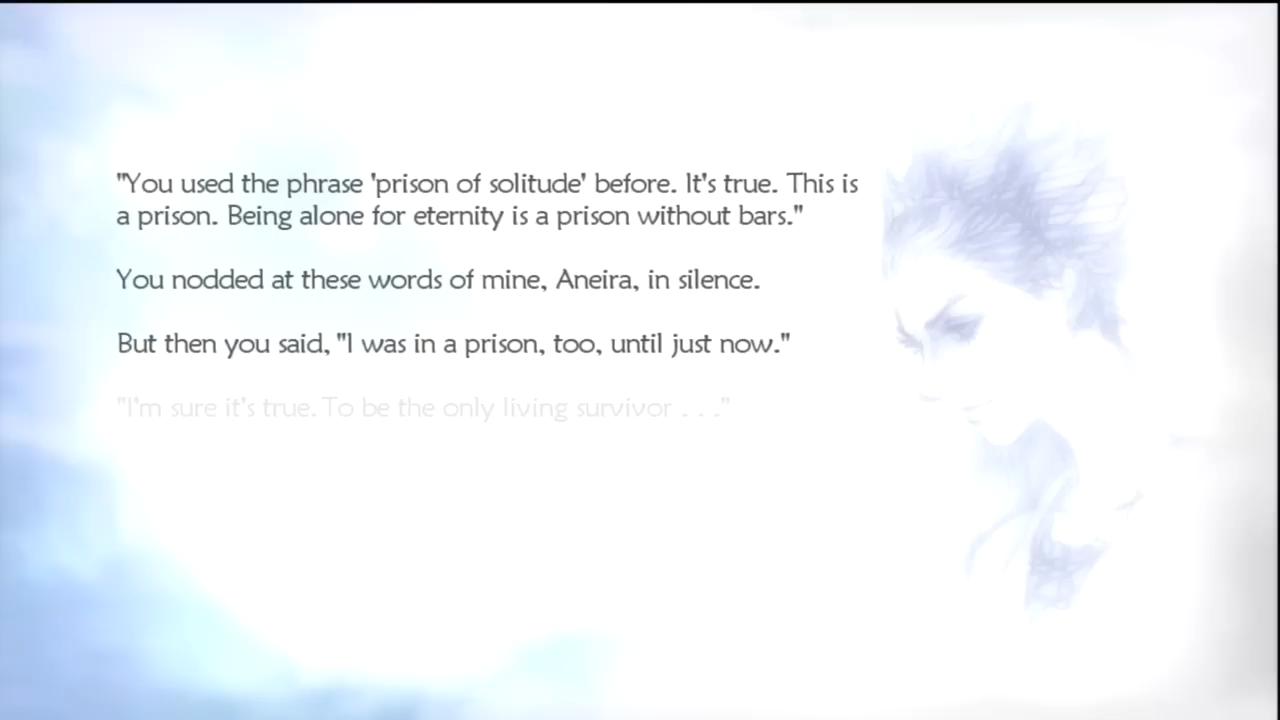 "You used the phrase 'prison of solitude' before. It's true. This is
a prison. Being alone for eternity is a prison without bars."
You nodded at these words of mine, Aneira, in silence.
But then you said, "I was in a prison, too, until just now."
"I'm sure it's true. To be the only living survivor . . ."